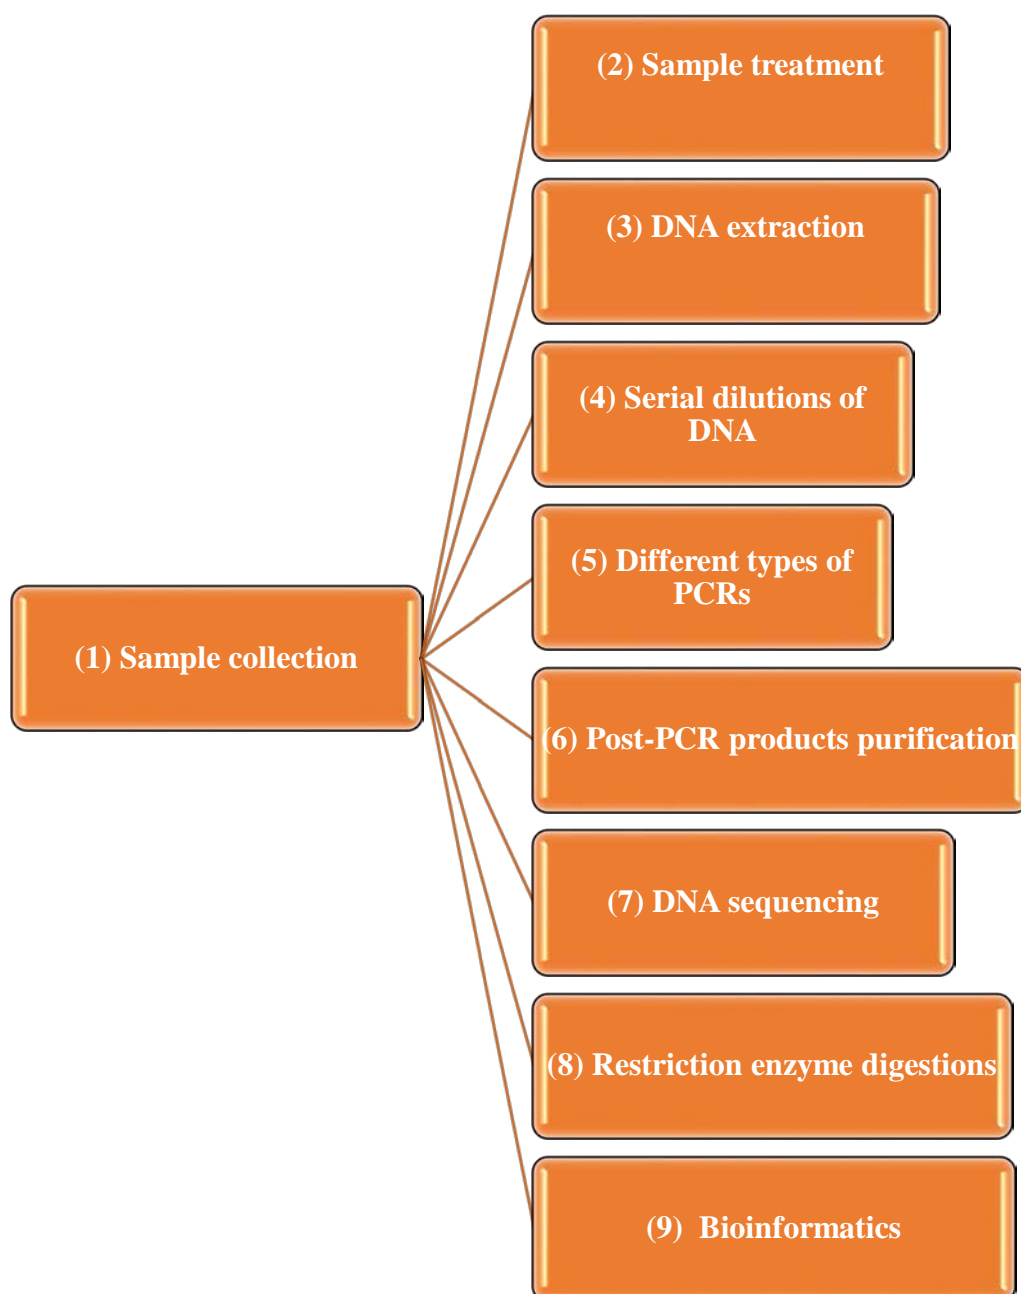 (2) Sample treatment
(3) DNA extraction
(4) Serial dilutions of
DNA
(5) Different types of
PCRs
(1) Sample collection
(6) Post-PCR products purification
(7) DNA sequencing
(8) Restriction enzyme digestions
(9) Bioinformatics